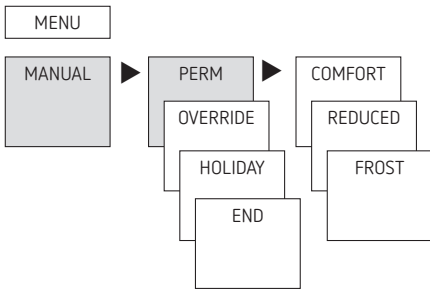 MENU
MANUAL
PERM
COMFORT
OVERRIDE
REDUCED
HOLIDAY
FROST
END